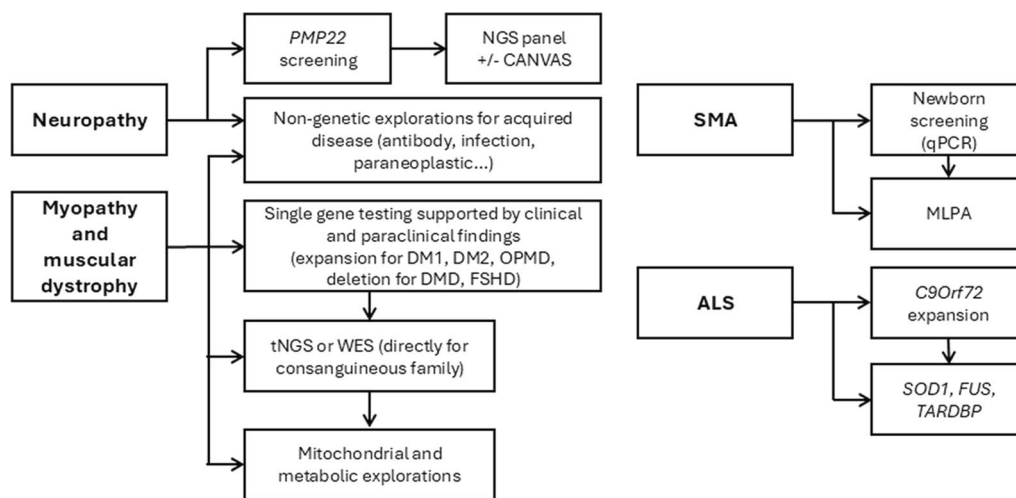 PMP22
screening
NGS panel
+/- CANVAS
Neuropathy
Non-genetic explorations for acquired
disease (antibody, infection,
paraneoplastic...)
Myopathy
and
muscular
dystrophy
Single gene testing supported by clinical
and paraclinical findings
(expansion for DM1, DM2, OPMD,
deletion for DMD, FSHD)
tNGS or WES (directly for
consanguineous family)
Mitochondrial and
metabolic explorations
SMA
Newborn
screening
(qPCR)
MLPA
ALS
C9Orf72
expansion
SOD1, FUS,
TARDBP